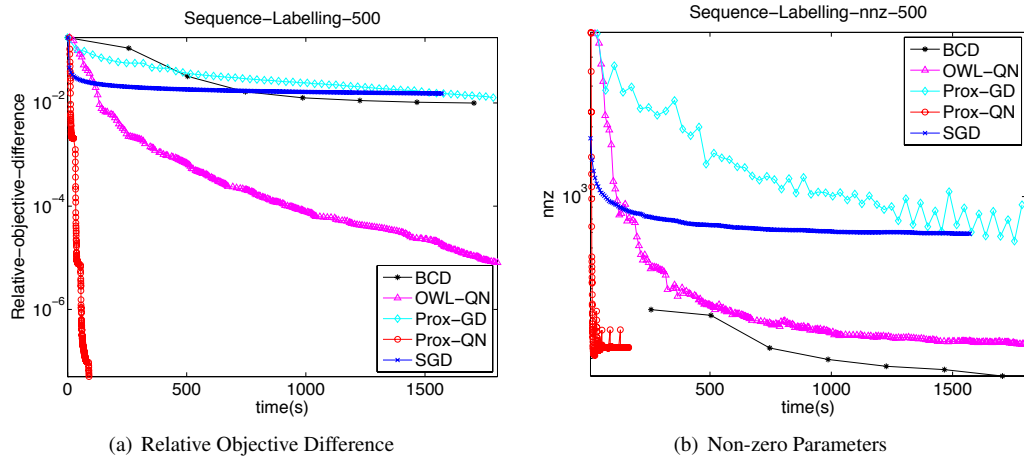 Sequence-Labelling-500
Relative-objective-difference
10^-2
10^-4
10^-6
BCD
OWL-QN
Prox-GD
Prox-QN
SGD
0
500
1000
1500
time(s)
(a) Relative Objective Difference
Sequence-Labelling-nnz-500
nnz
10^3
BCD
OWL-QN
Prox-GD
Prox-QN
SGD
500
1000
1500
time(s)
(b) Non-zero Parameters